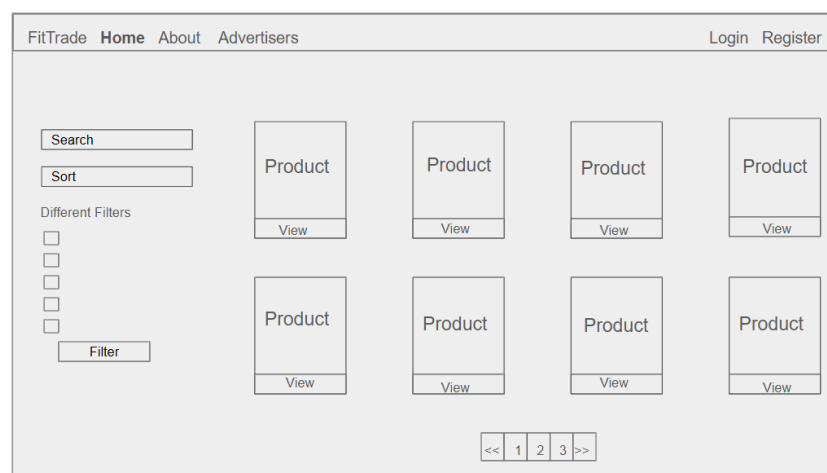 FitTrade Home About Advertisers Login Register
Search
Sort
Different Filters
Filter
Product Product Product Product
View View View View
Product Product Product Product
View View View View
<< 1 2 3 >>